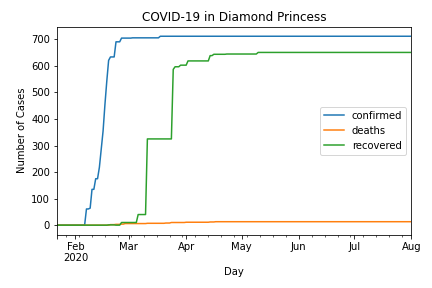 COVID-19 in Diamond Princess
Number of Cases
700
600
500
400
300
200
100
0
confirmed
deaths
recovered
Feb Mar Apr May Jun Jul Aug
2020
Day